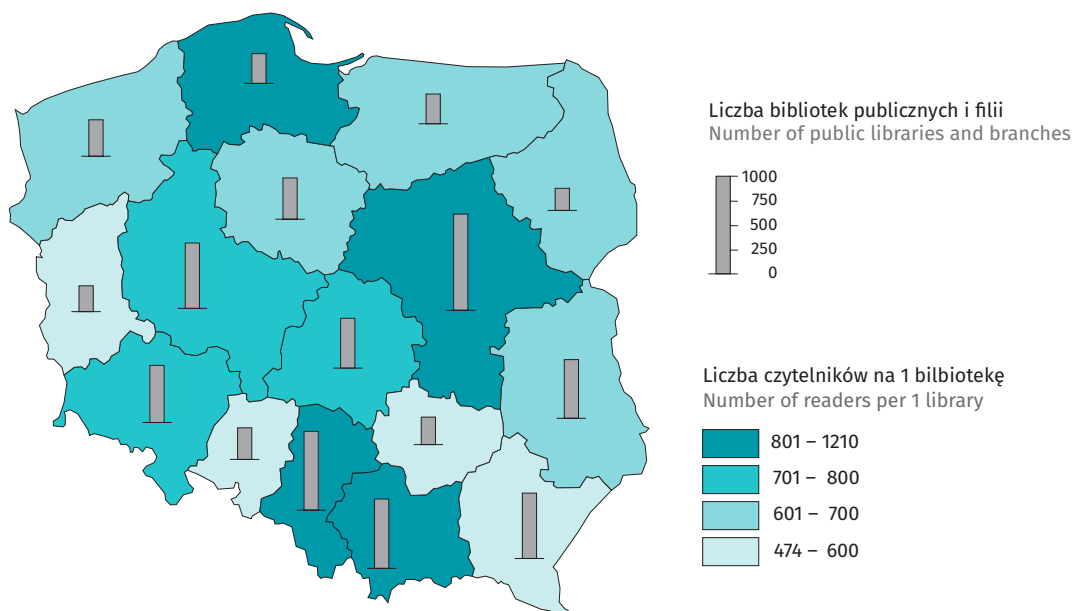 Liczba bibliotek publicznych i filii
Number of public libraries and branches
1000
750
500
250
0
Liczba czytelników na 1 bilbiotekę
Number of readers per 1 library
801 – 1210
701 – 800
601 – 700
474 – 600